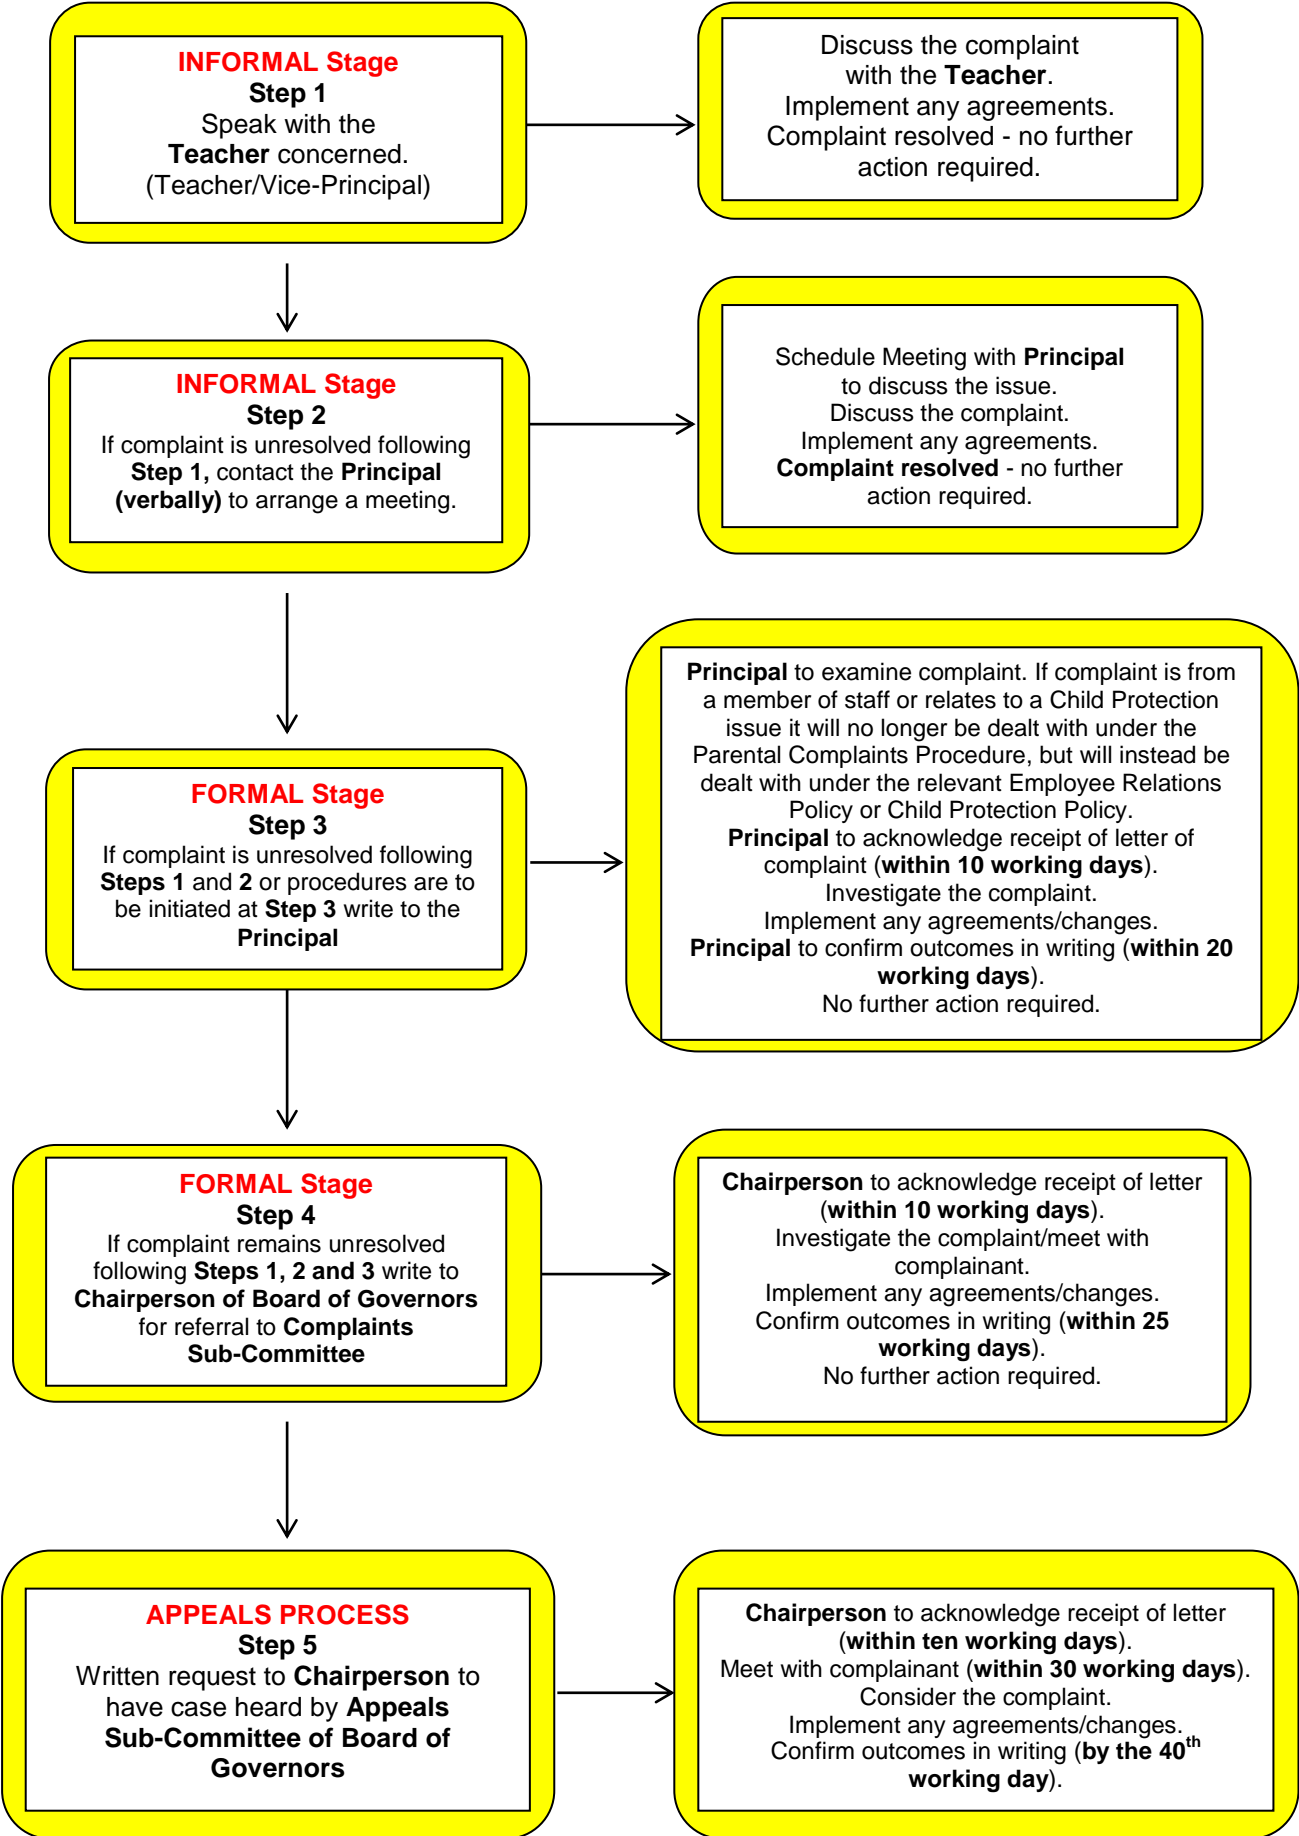 INFORMAL Stage
Step 1
Speak with the
Teacher concerned.
(Teacher/Vice-Principal)
Discuss the complaint
with the Teacher.
Implement any agreements.
Complaint resolved - no further
action required.
INFORMAL Stage
Step 2
If complaint is unresolved following
Step 1, contact the Principal
(verbally) to arrange a meeting.
Schedule Meeting with Principal
to discuss the issue.
Discuss the complaint.
Implement any agreements.
Complaint resolved - no further
action required.
FORMAL Stage
Step 3
If complaint is unresolved following
Steps 1 and 2 or procedures are to
be initiated at Step 3 write to the
Principal
Principal to examine complaint. If complaint is from
a member of staff or relates to a Child Protection
issue it will no longer be dealt with under the
Parental Complaints Procedure, but will instead be
dealt with under the relevant Employee Relations
Policy or Child Protection Policy.
Principal to acknowledge receipt of letter of
complaint (within 10 working days).
Investigate the complaint.
Implement any agreements/changes.
Principal to confirm outcomes in writing (within 20
working days).
No further action required.
FORMAL Stage
Step 4
If complaint remains unresolved
following Steps 1, 2 and 3 write to
Chairperson of Board of Governors
for referral to Complaints
Sub-Committee
Chairperson to acknowledge receipt of letter
(within 10 working days).
Investigate the complaint/meet with
complainant.
Implement any agreements/changes.
Confirm outcomes in writing (within 25
working days).
No further action required.
APPEALS PROCESS
Step 5
Written request to Chairperson to
have case heard by Appeals
Sub-Committee of Board of
Governors
Chairperson to acknowledge receipt of letter
(within ten working days).
Meet with complainant (within 30 working days).
Consider the complaint.
Implement any agreements/changes.
Confirm outcomes in writing (by the 40th
working day).